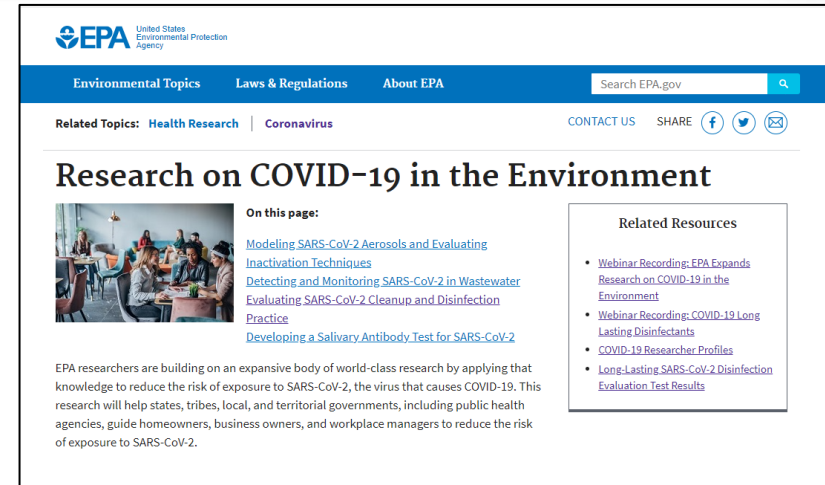 EPA
United States
Environmental Protection
Agency
Environmental Topics Laws & Regulations About EPA Search EPA.gov
Related Topics: Health Research | Coronavirus CONTACT US SHARE
Research on COVID-19 in the Environment
On this page:
Modeling SARS-CoV-2 Aerosols and Evaluating
Inactivation Techniques
Detecting and Monitoring SARS-CoV-2 in Wastewater
Evaluating SARS-CoV-2 Cleanup and Disinfection
Practice
Developing a Salivary Antibody Test for SARS-CoV-2
EPA researchers are building on an expansive body of world-class research by applying that
knowledge to reduce the risk of exposure to SARS-CoV-2, the virus that causes COVID-19. This
research will help states, tribes, local, and territorial governments, including public health
agencies, guide homeowners, business owners, and workplace managers to reduce the risk
of exposure to SARS-CoV-2.
Related Resources
• Webinar Recording: EPA Expands
Research on COVID-19 in the
Environment
• Webinar Recording: COVID-19 Long
Lasting Disinfectants
• COVID-19 Researcher Profiles
• Long-Lasting SARS-CoV-2 Disinfection
Evaluation Test Results